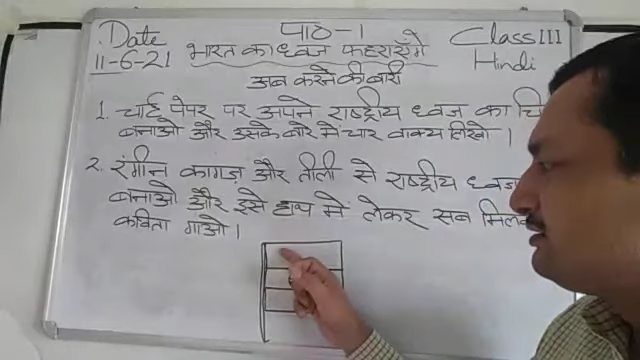 Date
11-6-21
पाठ-1
भारत का ध्वज फहराएँगे
Class III
Hindi
अब करने की बारी
1. चार्ट पेपर पर अपने राष्ट्रीय ध्वज का
बनाओ और उसके बारे में चार वाक्य लिखो ।
2. रंगीन कागज़ और तीली से राष्ट्रीय ध्वज
बनाओ और इसे हाथ में लेकर सब
कविता गाओ ।